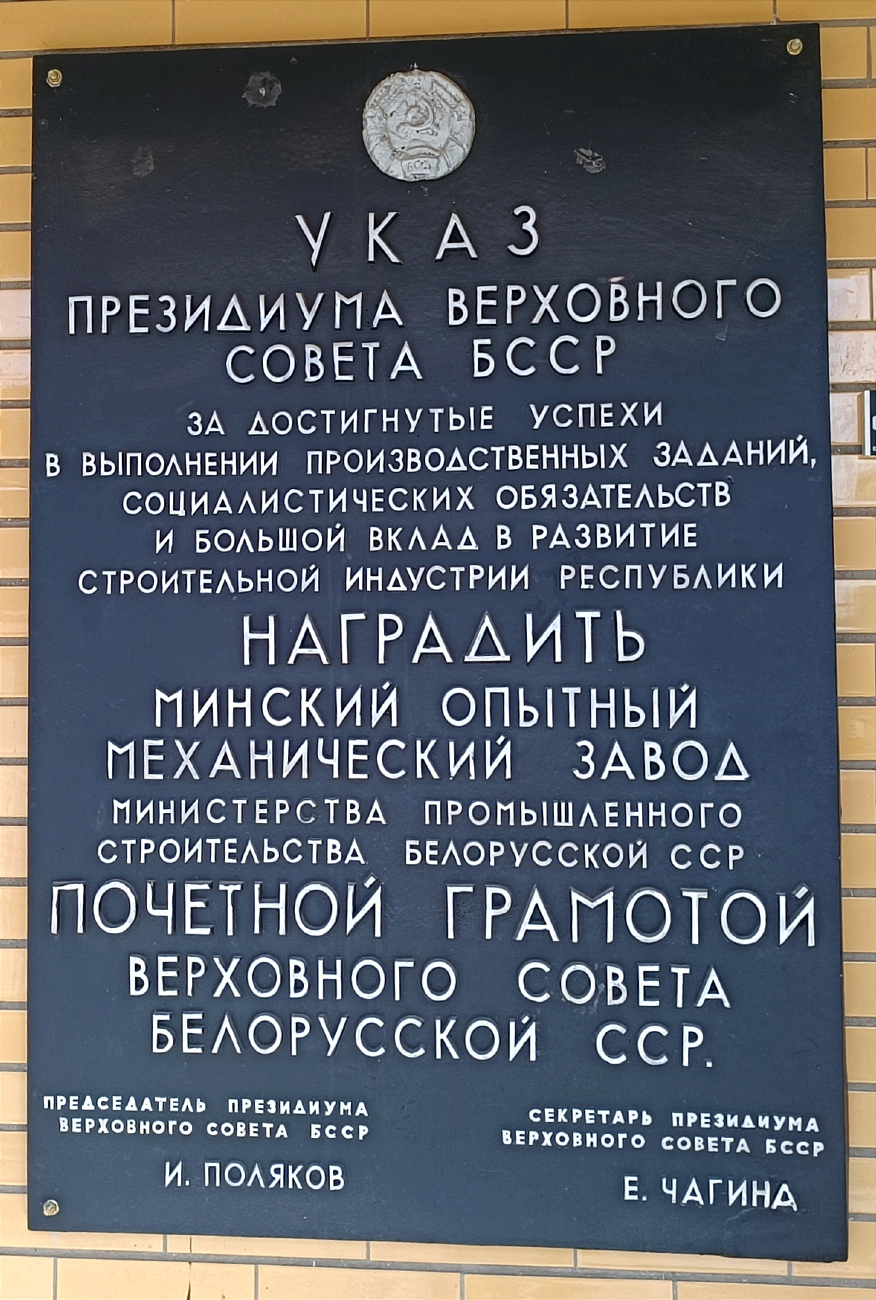 УКАЗ
ПРЕЗИДИУМА ВЕРХОВНОГО
СОВЕТА БССР
ЗА ДОСТИГНУТЫЕ УСПЕХИ
В ВЫПОЛНЕНИИ ПРОИЗВОДСТВЕННЫХ ЗАДАНИЙ,
СОЦИАЛИСТИЧЕСКИХ ОБЯЗАТЕЛЬСТВ
И БОЛЬШОЙ ВКЛАД В РАЗВИТИЕ
СТРОИТЕЛЬНОЙ ИНДУСТРИИ РЕСПУБЛИКИ
НАГРАДИТЬ
МИНСКИЙ ОПЫТНЫЙ
МЕХАНИЧЕСКИЙ ЗАВОД
МИНИСТЕРСТВА ПРОМЫШЛЕННОГО
СТРОИТЕЛЬСТВА БЕЛОРУССКОЙ ССР
ПОЧЕТНОЙ ГРАМОТОЙ
ВЕРХОВНОГО СОВЕТА
БЕЛОРУССКОЙ ССР.
ПРЕДСЕДАТЕЛЬ ПРЕЗИДИУМА
ВЕРХОВНОГО СОВЕТА БССР
И. ПОЛЯКОВ
СЕКРЕТАРЬ ПРЕЗИДИУМА
ВЕРХОВНОГО СОВЕТА БССР
Е. ЧАГИНА